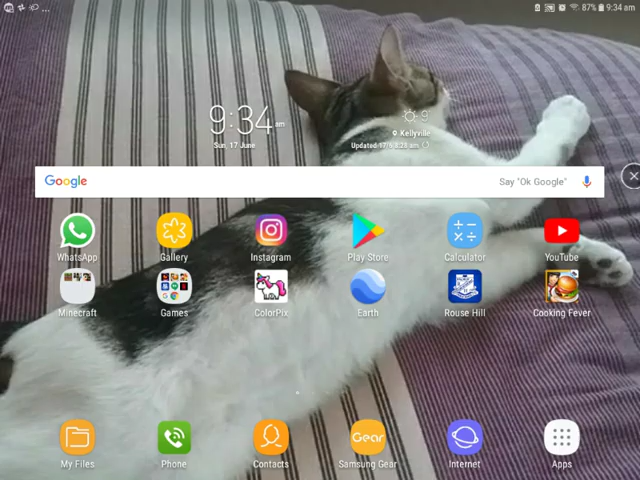 87% 9:34 am
9:34 am
Sun, 17 June
9°
Kellyville
Updated 17/6 8:28 am
Google
Say "Ok Google"
WhatsApp
Gallery
Instagram
Play Store
Calculator
YouTube
Minecraft
Games
ColorPix
Earth
Rouse Hill
Cooking Fever
Gear
My Files
Phone
Contacts
Samsung Gear
Internet
Apps